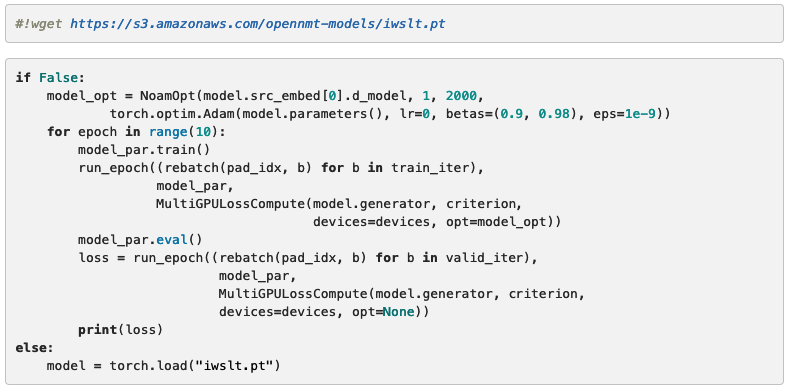 #!wget https://s3.amazonaws.com/opennmt-models/iwslt.pt
if False:
    model_opt = NoamOpt(model.src_embed[0].d_model, 1, 2000,
            torch.optim.Adam(model.parameters(), lr=0, betas=(0.9, 0.98), eps=1e-9))
    for epoch in range(10):
        model_par.train()
        run_epoch((rebatch(pad_idx, b) for b in train_iter),
                  model_par,
                  MultiGPULossCompute(model.generator, criterion,
                                      devices=devices, opt=model_opt))
        model_par.eval()
        loss = run_epoch((rebatch(pad_idx, b) for b in valid_iter),
                          model_par,
                          MultiGPULossCompute(model.generator, criterion,
                          devices=devices, opt=None))
        print(loss)
else:
    model = torch.load("iwslt.pt")